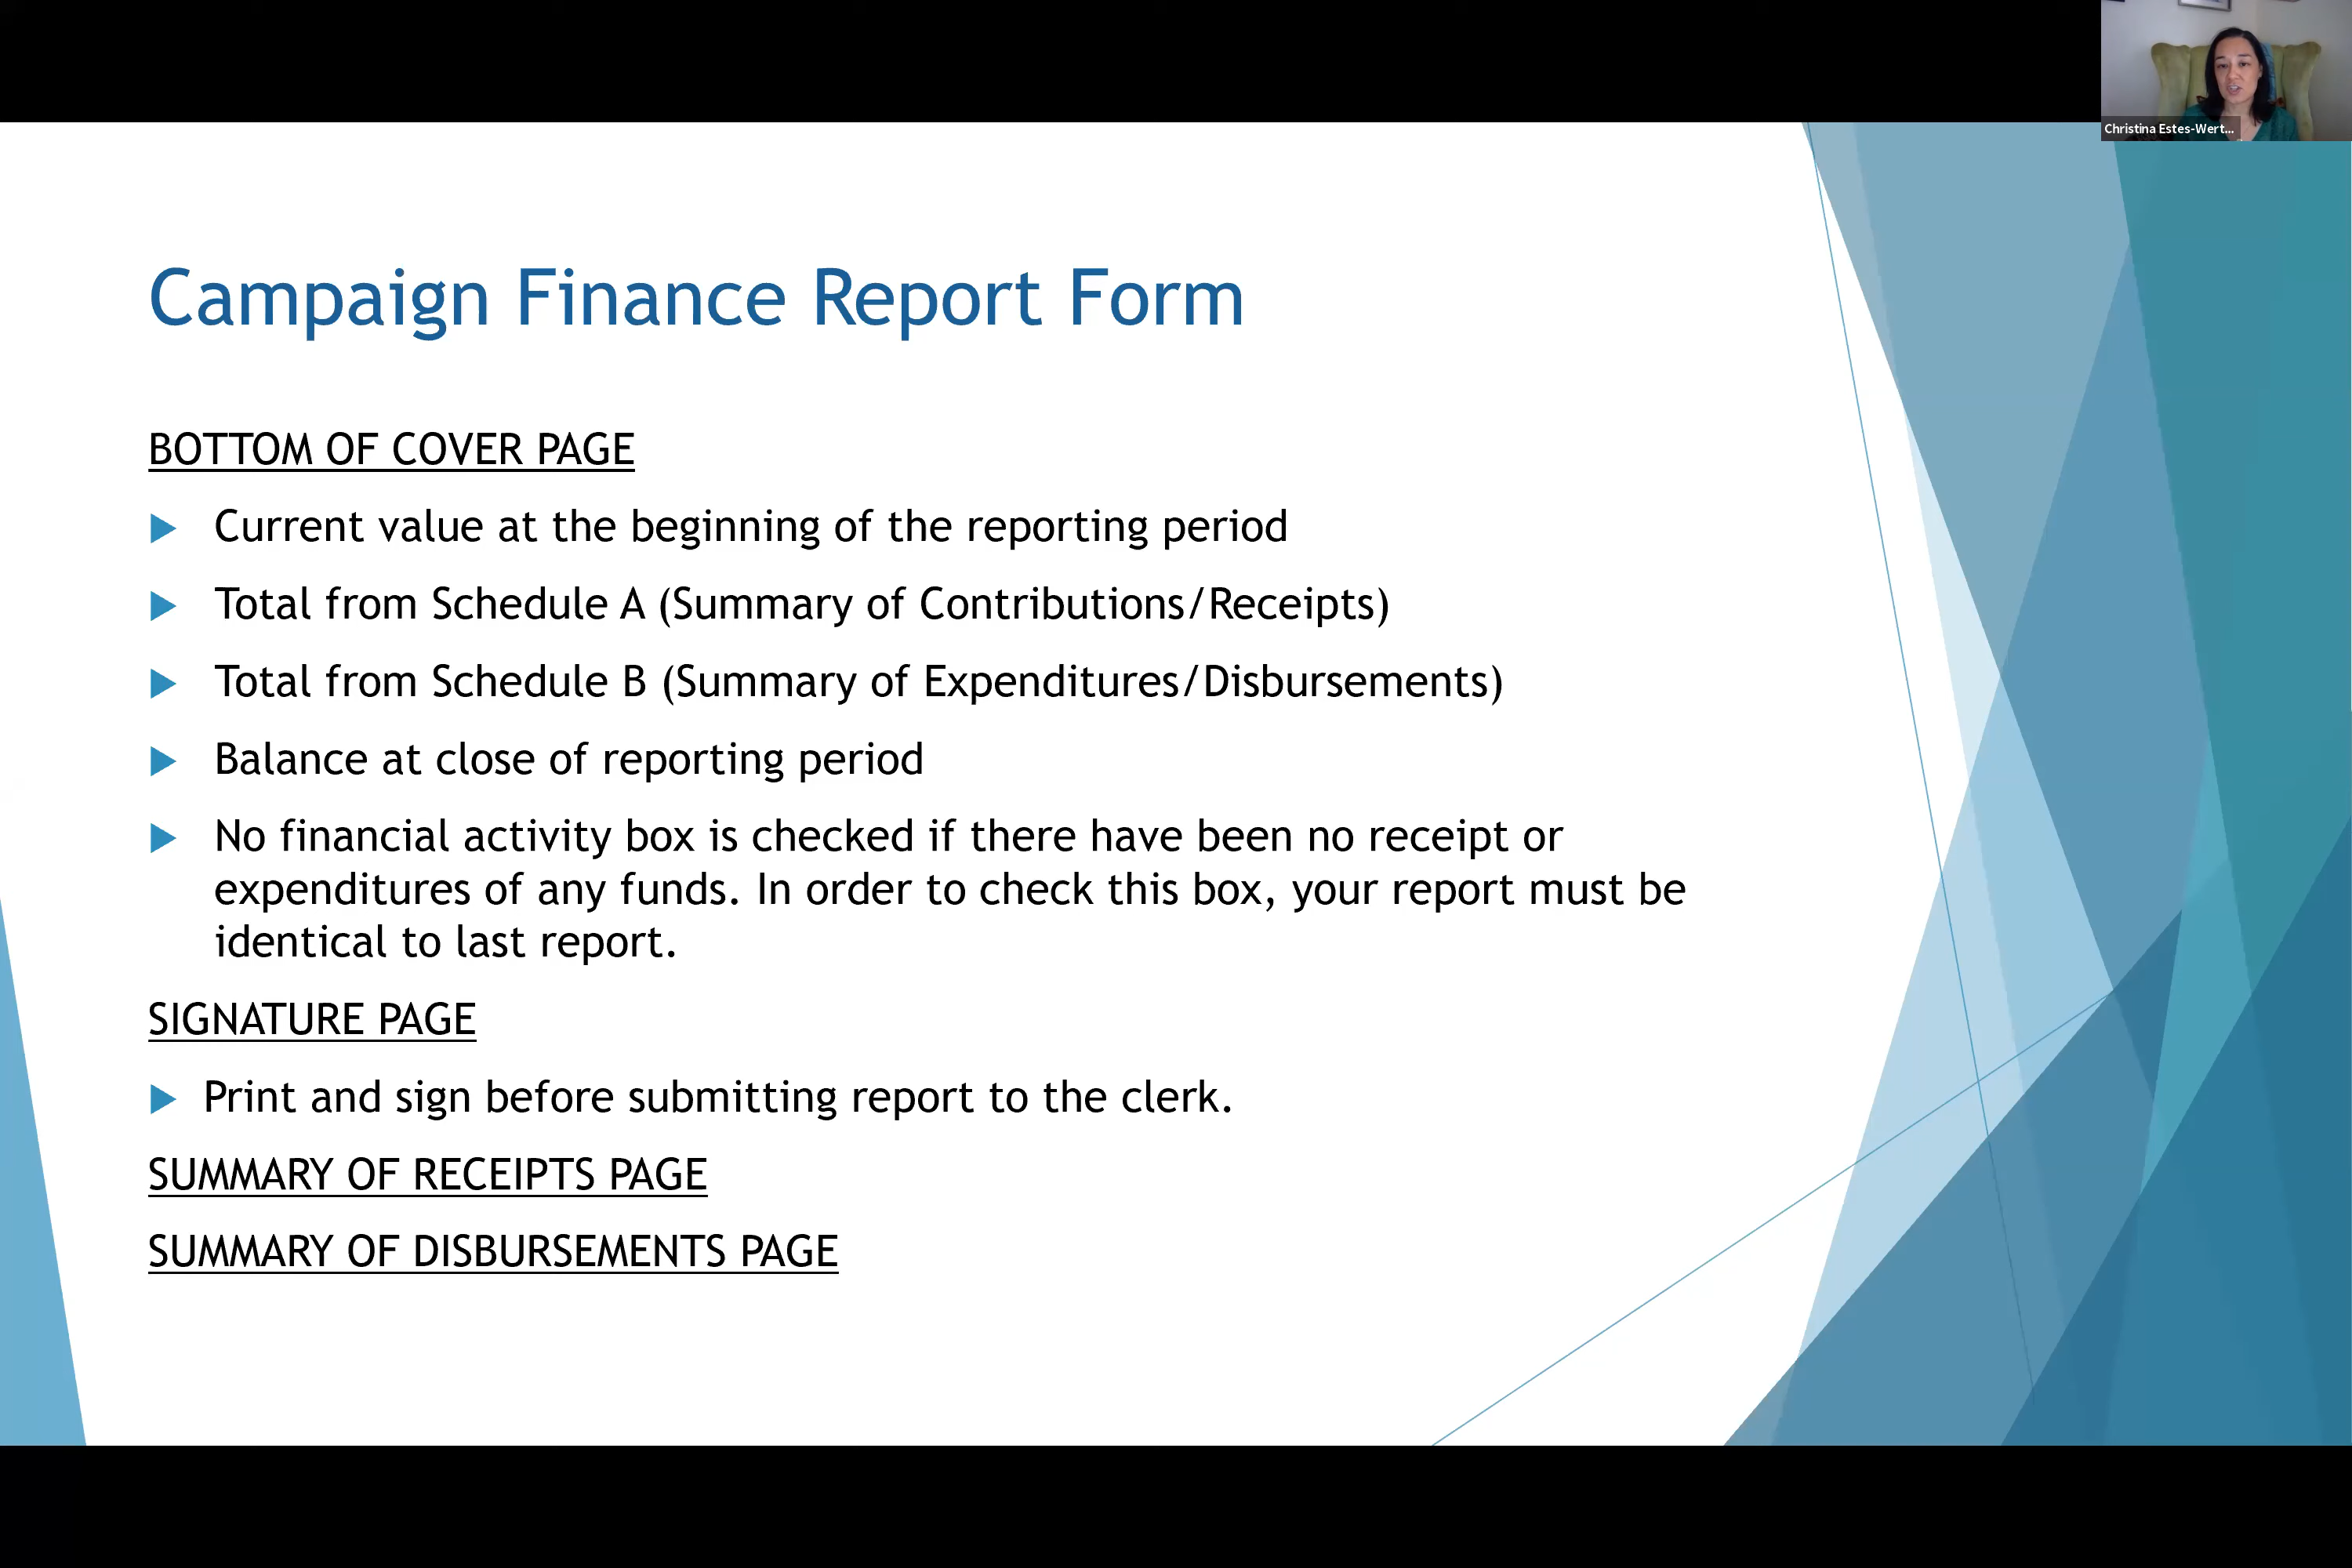 Christina Estes-Wert...
Campaign Finance Report Form
BOTTOM OF COVER PAGE
Current value at the beginning of the reporting period
Total from Schedule A (Summary of Contributions/Receipts)
Total from Schedule B (Summary of Expenditures/Disbursements)
Balance at close of reporting period
No financial activity box is checked if there have been no receipt or
expenditures of any funds. In order to check this box, your report must be
identical to last report.
SIGNATURE PAGE
Print and sign before submitting report to the clerk.
SUMMARY OF RECEIPTS PAGE
SUMMARY OF DISBURSEMENTS PAGE